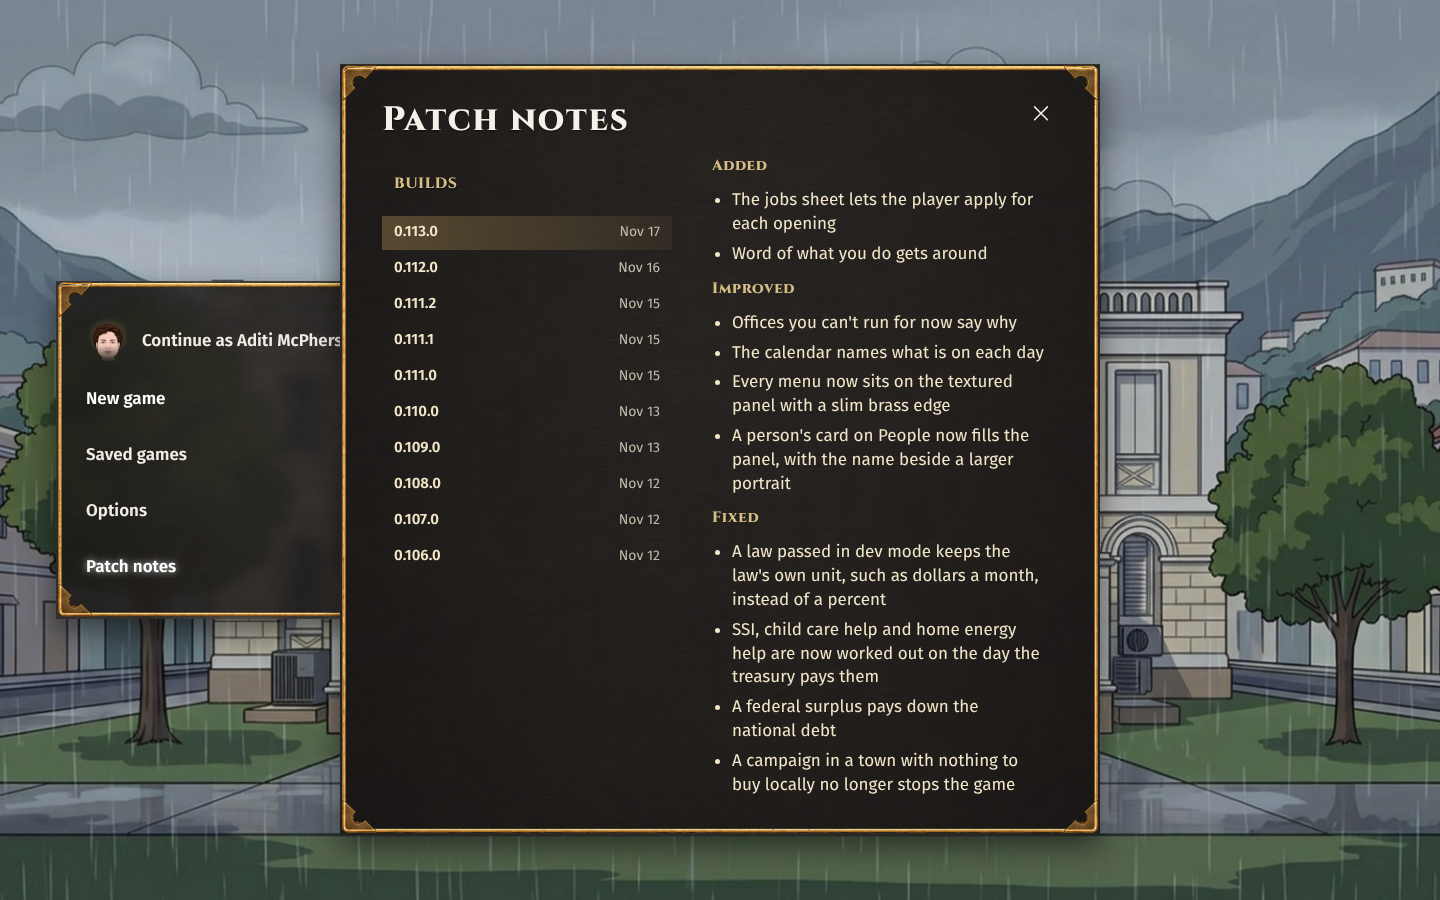 Patch notes
Builds
0.113.0 Nov 17
0.112.0 Nov 16
0.111.2 Nov 15
0.111.1 Nov 15
0.111.0 Nov 15
0.110.0 Nov 13
0.109.0 Nov 13
0.108.0 Nov 12
0.107.0 Nov 12
0.106.0 Nov 12
Added
• The jobs sheet lets the player apply for
each opening
• Word of what you do gets around
Improved
• Offices you can't run for now say why
• The calendar names what is on each day
• Every menu now sits on the textured
panel with a slim brass edge
• A person's card on People now fills the
panel, with the name beside a larger
portrait
Fixed
• A law passed in dev mode keeps the
law's own unit, such as dollars a month,
instead of a percent
• SSI, child care help and home energy
help are now worked out on the day the
treasury pays them
• A federal surplus pays down the
national debt
• A campaign in a town with nothing to
buy locally no longer stops the game
Continue as Aditi McPhers
New game
Saved games
Options
Patch notes